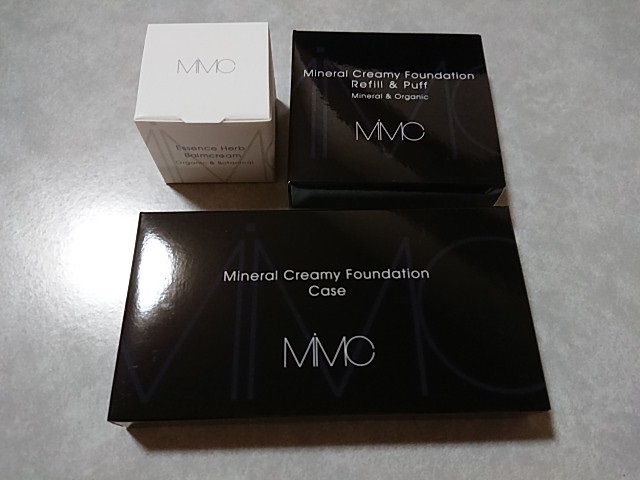 MiMC
Essence Herb
Balmcream
Organic & Botanical
Mineral Creamy Foundation
Refill & Puff
Mineral & Organic
MiMC
Mineral Creamy Foundation
Case
MiMC